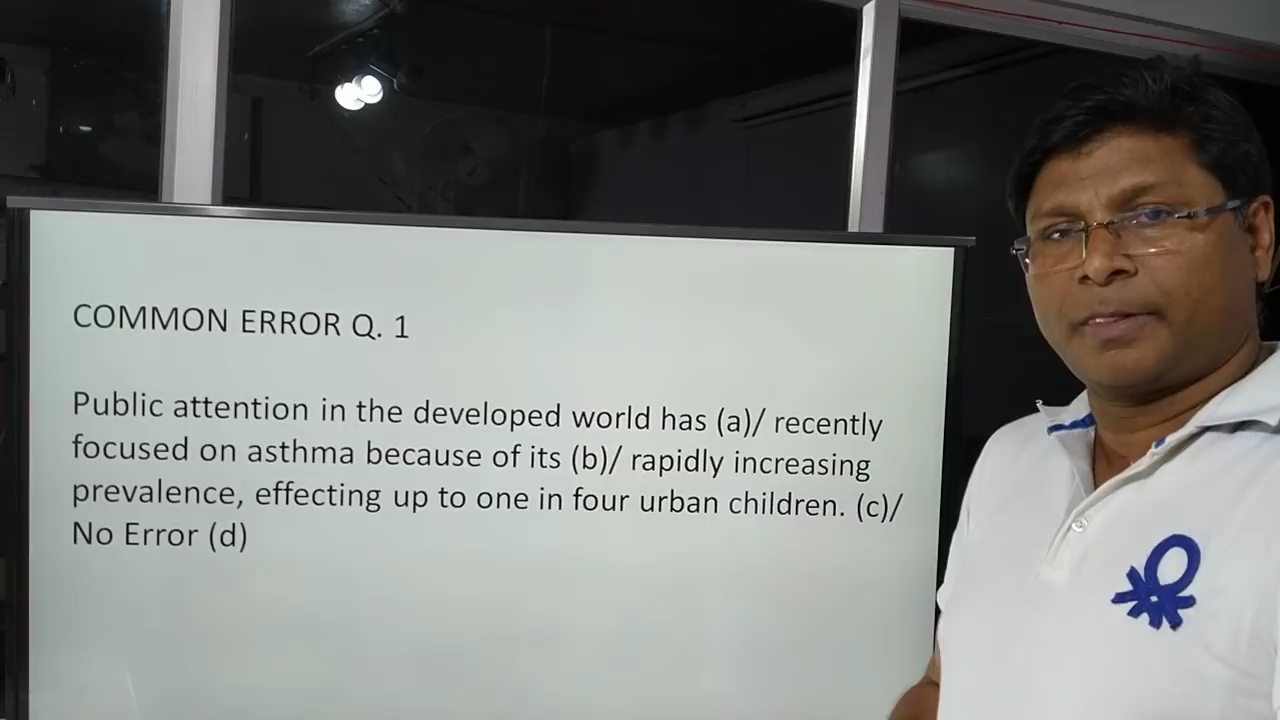 COMMON ERROR Q. 1
Public attention in the developed world has (a)/ recently
focused on asthma because of its (b)/ rapidly increasing
prevalence, effecting up to one in four urban children. (c)/
No Error (d)